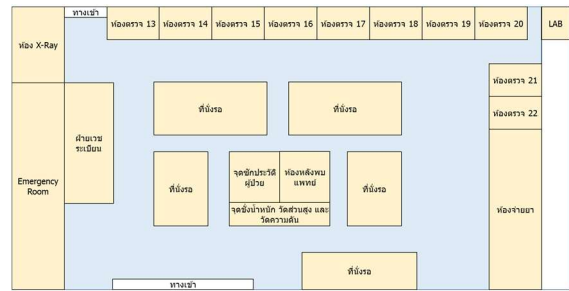 ทางเข้า
ห้อง X-Ray
ห้องตรวจ 13
ห้องตรวจ 14
ห้องตรวจ 15
ห้องตรวจ 16
ห้องตรวจ 17
ห้องตรวจ 18
ห้องตรวจ 19
ห้องตรวจ 20
LAB
ห้องตรวจ 21
ห้องตรวจ 22
ที่นั่งรอ
ที่นั่งรอ
ฝ่ายเวช
ระเบียน
Emergency
Room
ที่นั่งรอ
จุดซักประวัติ
ผู้ป่วย
ห้องหลังพบ
แพทย์
ที่นั่งรอ
จุดชั่งน้ำหนัก วัดส่วนสูง และ
วัดความดัน
ห้องจ่ายยา
ที่นั่งรอ
ทางเข้า